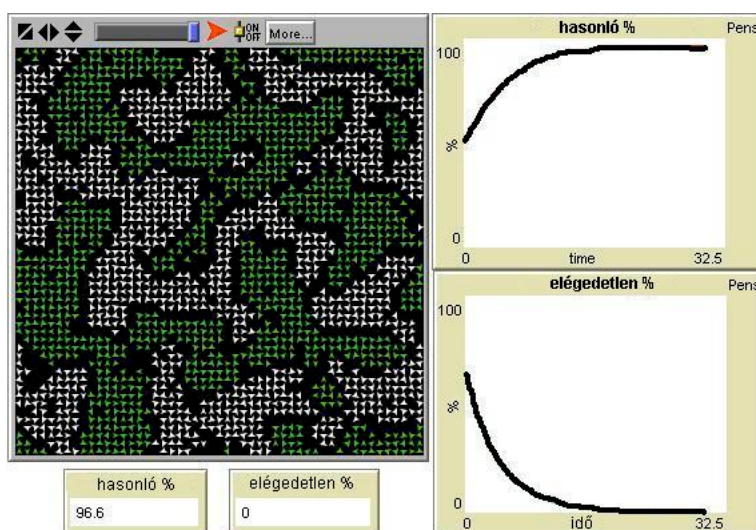 ON
OFF
More...
hasonló %
Pens
100
%
0
0
time
32.5
elégedetlen %
Pens
100
%
0
0
idő
32.5
hasonló %
96.6
elégedetlen %
0